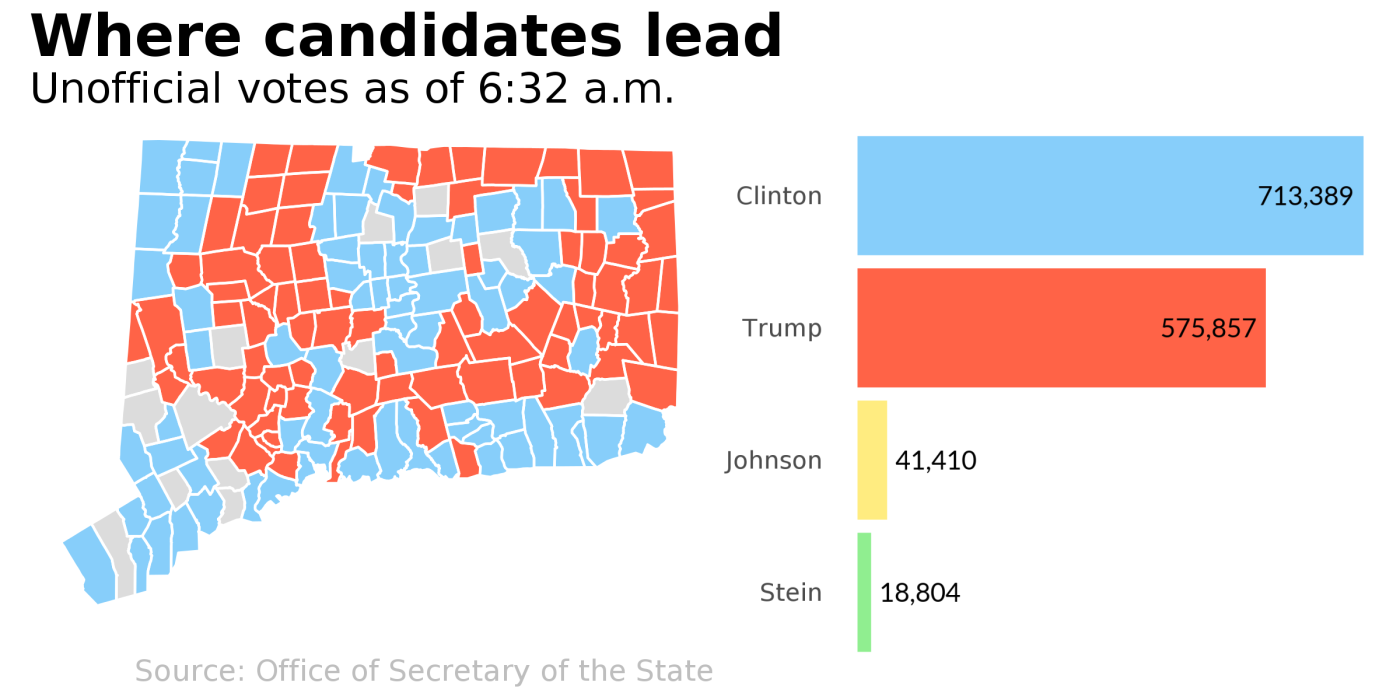 Where candidates lead
Unofficial votes as of 6:32 a.m.
Clinton 713,389
Trump 575,857
Johnson 41,410
Stein 18,804
Source: Office of Secretary of the State